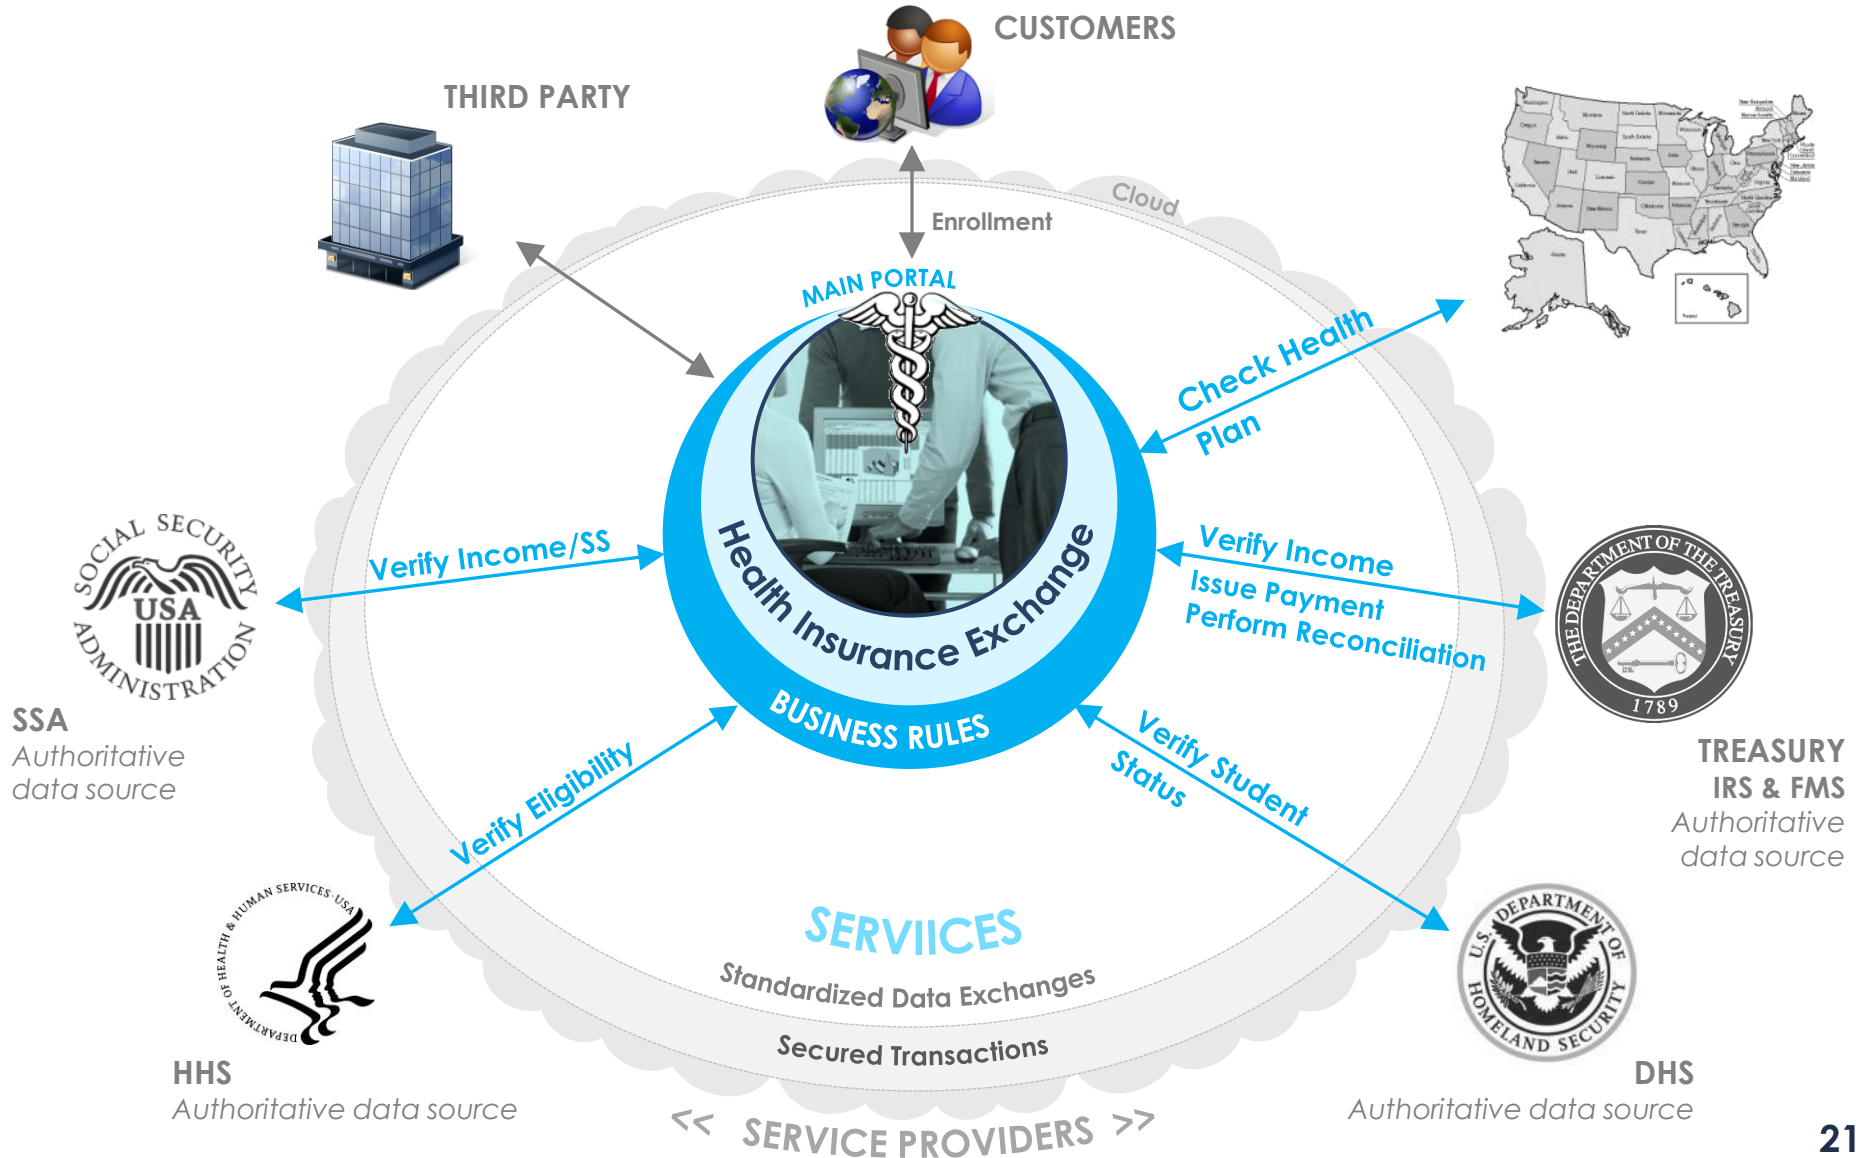 CUSTOMERS
THIRD PARTY
Cloud
Enrollment
MAIN PORTAL
Check Health
Plan
Health Insurance Exchange
BUSINESS RULES
Verify Income/SS
Verify Income
Issue Payment
Perform Reconciliation
SOCIAL SECURITY
ADMINISTRATION
USA
SSA
Authoritative
data source
THE DEPARTMENT OF THE TREASURY
1789
TREASURY
IRS & FMS
Authoritative
data source
Verify Eligibility
Verify Student
Status
DEPARTMENT OF HEALTH & HUMAN SERVICES·USA
HHS
Authoritative data source
SERVIICES
Standardized Data Exchanges
Secured Transactions
<< SERVICE PROVIDERS >>
U.S. DEPARTMENT OF
HOMELAND SECURITY
DHS
Authoritative data source
21